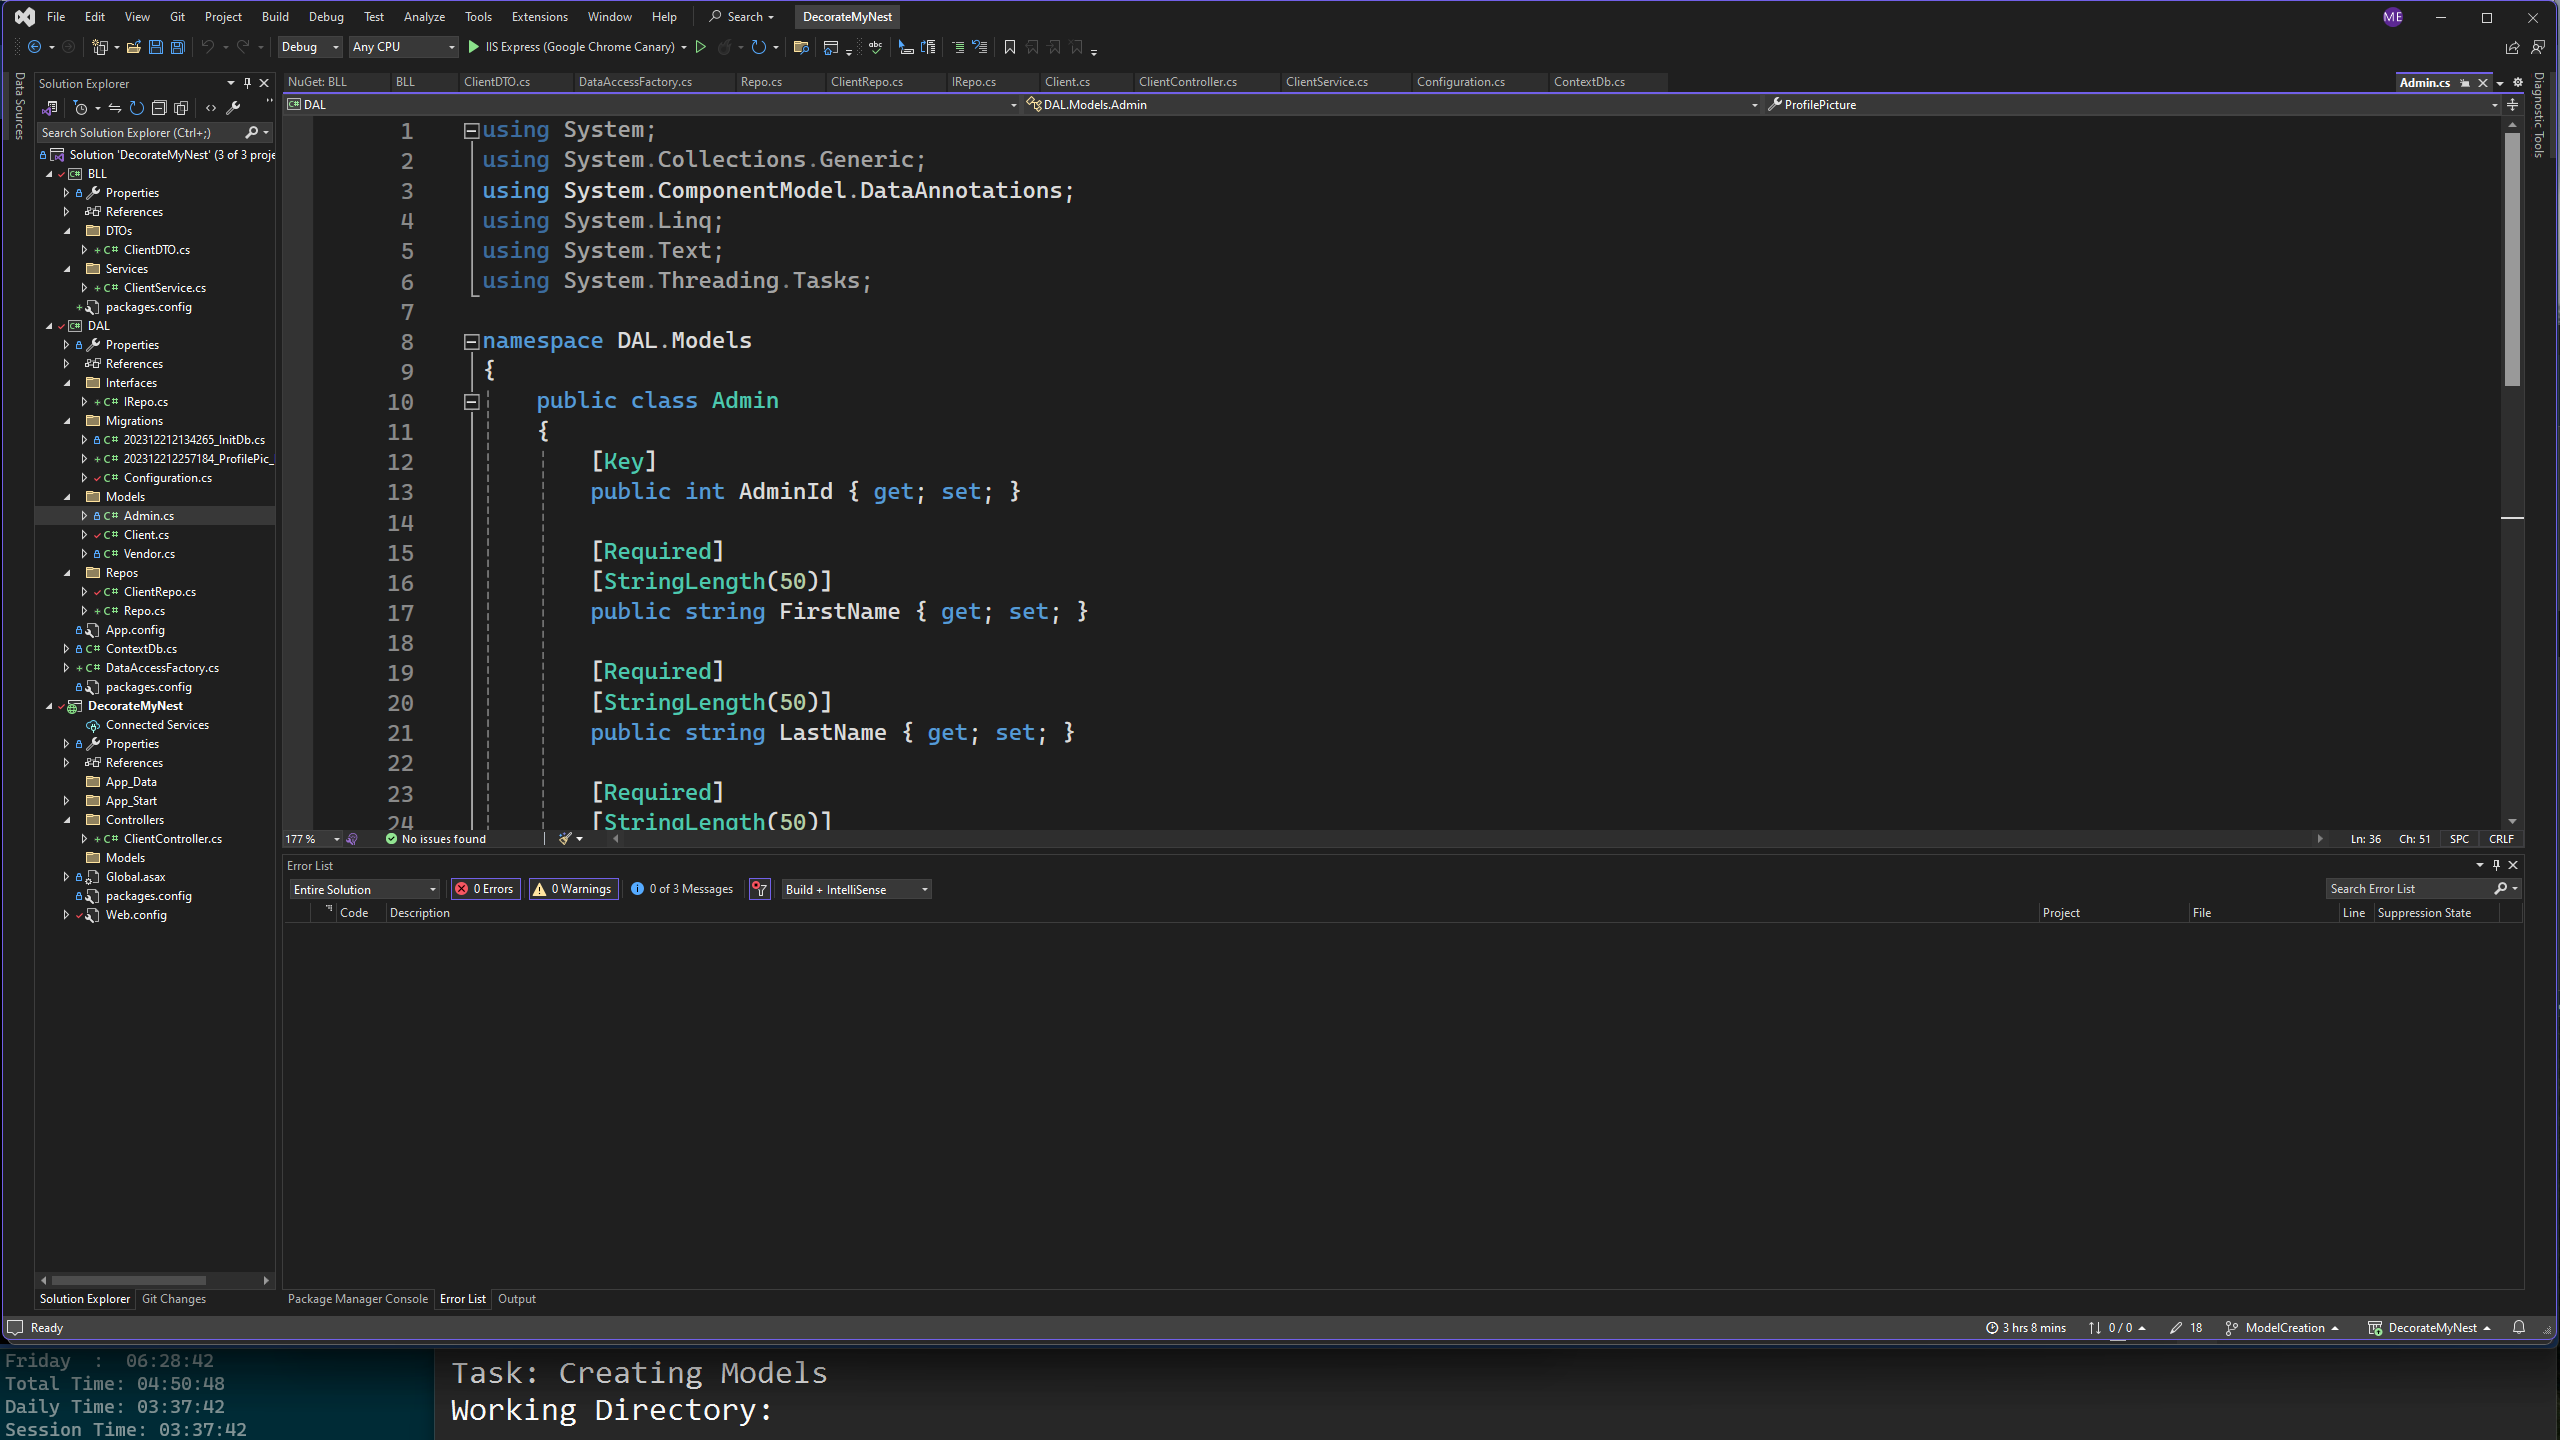 File Edit View Git Project Build Debug Test Analyze Tools Extensions Window Help Search DecorateMyNest ME
Debug Any CPU IIS Express (Google Chrome Canary)
Data Sources
Solution Explorer
Search Solution Explorer (Ctrl+;)
Solution 'DecorateMyNest' (3 of 3 proje
BLL
Properties
References
DTOs
C# ClientDTO.cs
Services
C# ClientService.cs
packages.config
DAL
Properties
References
Interfaces
C# IRepo.cs
Migrations
C# 202312212134265_InitDb.cs
C# 202312212257184_ProfilePic_
C# Configuration.cs
Models
C# Admin.cs
C# Client.cs
C# Vendor.cs
Repos
C# ClientRepo.cs
C# Repo.cs
App.config
C# ContextDb.cs
C# DataAccessFactory.cs
packages.config
DecorateMyNest
Connected Services
Properties
References
App_Data
App_Start
Controllers
C# ClientController.cs
Models
Global.asax
packages.config
Web.config
Solution Explorer Git Changes
NuGet: BLL BLL ClientDTO.cs DataAccessFactory.cs Repo.cs ClientRepo.cs IRepo.cs Client.cs ClientController.cs ClientService.cs Configuration.cs ContextDb.cs Admin.cs
DAL DAL.Models.Admin ProfilePicture
Diagnostic Tools
1 using System;
2 using System.Collections.Generic;
3 using System.ComponentModel.DataAnnotations;
4 using System.Linq;
5 using System.Text;
6 using System.Threading.Tasks;
7
8 namespace DAL.Models
9 {
10 public class Admin
11 {
12 [Key]
13 public int AdminId { get; set; }
14
15 [Required]
16 [StringLength(50)]
17 public string FirstName { get; set; }
18
19 [Required]
20 [StringLength(50)]
21 public string LastName { get; set; }
22
23 [Required]
24 [StringLength(50)]
177 % No issues found Ln: 36 Ch: 51 SPC CRLF
Error List
Entire Solution 0 Errors 0 Warnings 0 of 3 Messages Build + IntelliSense Search Error List
Code Description Project File Line Suppression State
Package Manager Console Error List Output
Ready 3 hrs 8 mins 0 / 0 18 ModelCreation DecorateMyNest
Friday : 06:28:42
Total Time: 04:50:48
Daily Time: 03:37:42
Session Time: 03:37:42
Task: Creating Models
Working Directory: